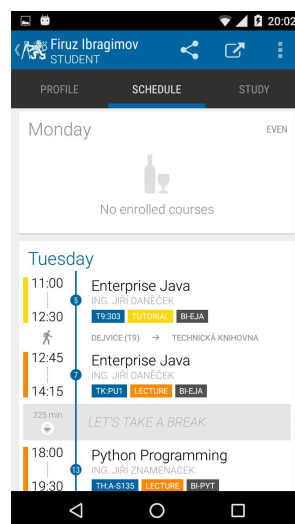 20:02
Firuz Ibragimov
STUDENT
PROFILE SCHEDULE STUDY
Monday EVEN
No enrolled courses
Tuesday
11:00 Enterprise Java
ING. JIŘÍ DANĚČEK
5
12:30 T9:303 TUTORIAL BI-EJA
DEJVICE (T9) → TECHNICKÁ KNIHOVNA
12:45 Enterprise Java
ING. JIŘÍ DANĚČEK
7
14:15 TK:PU1 LECTURE BI-EJA
225 min LET'S TAKE A BREAK
18:00 Python Programming
ING. JIŘÍ ZNAMENÁČEK
13
19:30 TH:A-S135 LECTURE BI-PYT